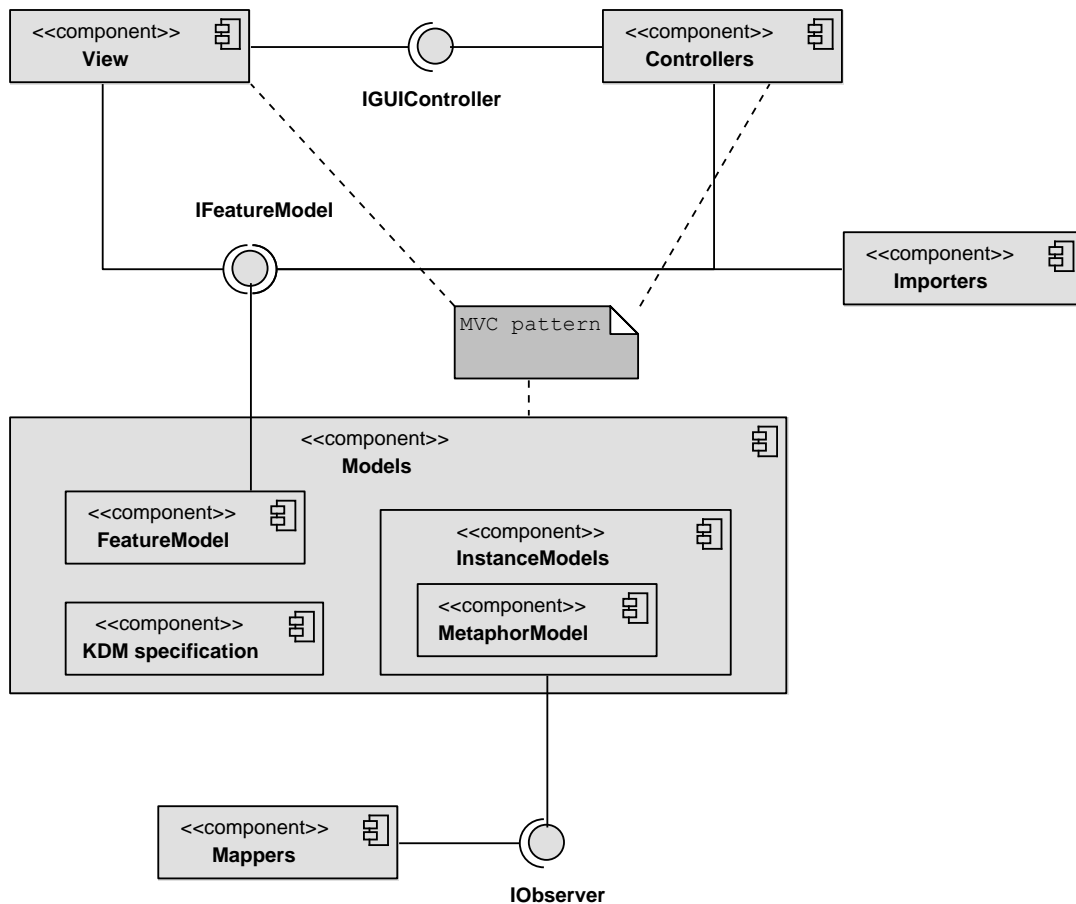 <<component>>
View
<<component>>
Controllers
IGUIController
IFeatureModel
<<component>>
Importers
MVC pattern
<<component>>
Models
<<component>>
FeatureModel
<<component>>
InstanceModels
<<component>>
MetaphorModel
<<component>>
KDM specification
<<component>>
Mappers
IObserver